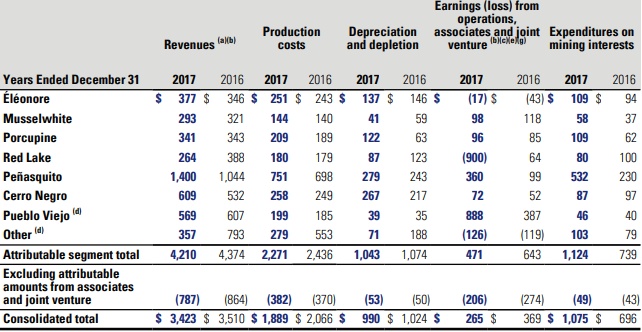 Revenues (a)(b) Production costs Depreciation and depletion Earnings (loss) from operations, associates and joint venture (b)(c)(e)(g) Expenditures on mining interests
Years Ended December 31 2017 2016 2017 2016 2017 2016 2017 2016 2017 2016
Éléonore $ 377 $ 346 $ 251 $ 243 $ 137 $ 146 $ (17) $ (43) $ 109 $ 94
Musselwhite 293 321 144 140 41 59 98 118 58 37
Porcupine 341 343 209 189 122 63 96 85 109 62
Red Lake 264 388 180 179 87 123 (900) 64 80 100
Peñasquito 1,400 1,044 751 698 279 243 360 99 532 230
Cerro Negro 609 532 258 249 267 217 72 52 87 97
Pueblo Viejo (d) 569 607 199 185 39 35 888 387 46 40
Other (d) 357 793 279 553 71 188 (126) (119) 103 79
Attributable segment total 4,210 4,374 2,271 2,436 1,043 1,074 471 643 1,124 739
Excluding attributable
amounts from associates
and joint venture (787) (864) (382) (370) (53) (50) (206) (274) (49) (43)
Consolidated total $ 3,423 $ 3,510 $ 1,889 $ 2,066 $ 990 $ 1,024 $ 265 $ 369 $ 1,075 $ 696